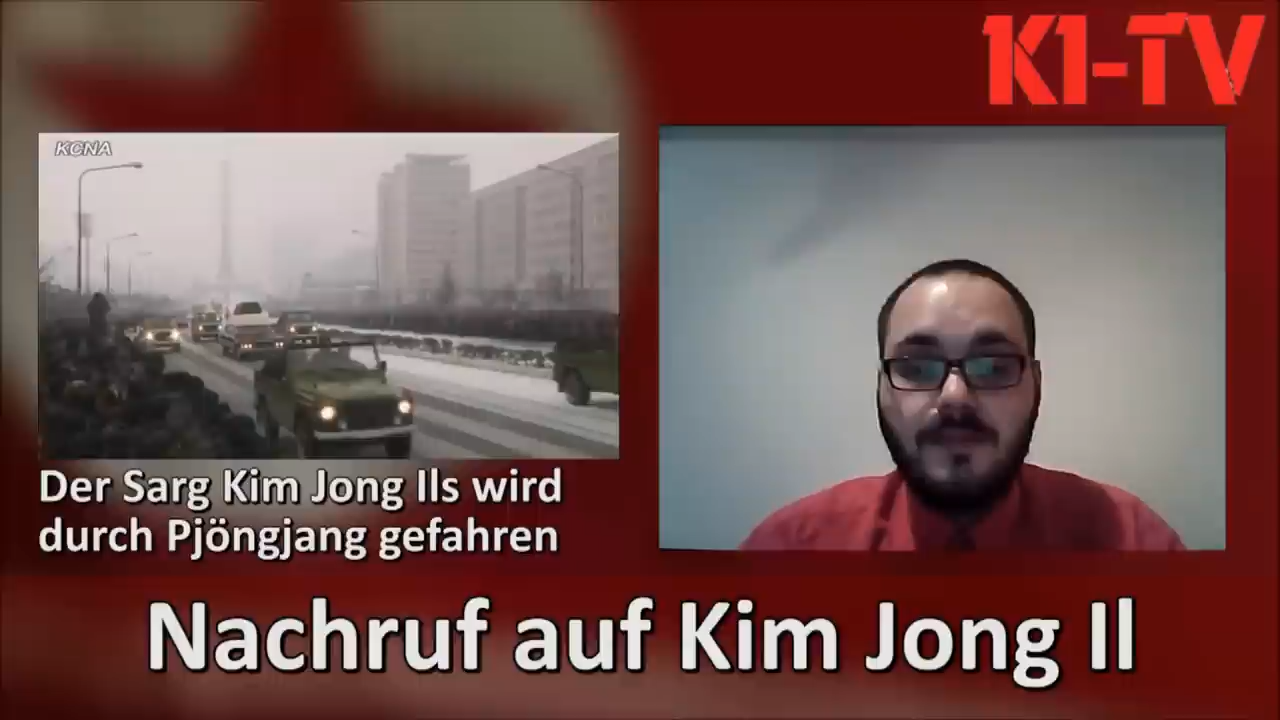 K1-TV
KCNA
Der Sarg Kim Jong Ils wird
durch Pjöngjang gefahren
Nachruf auf Kim Jong Il